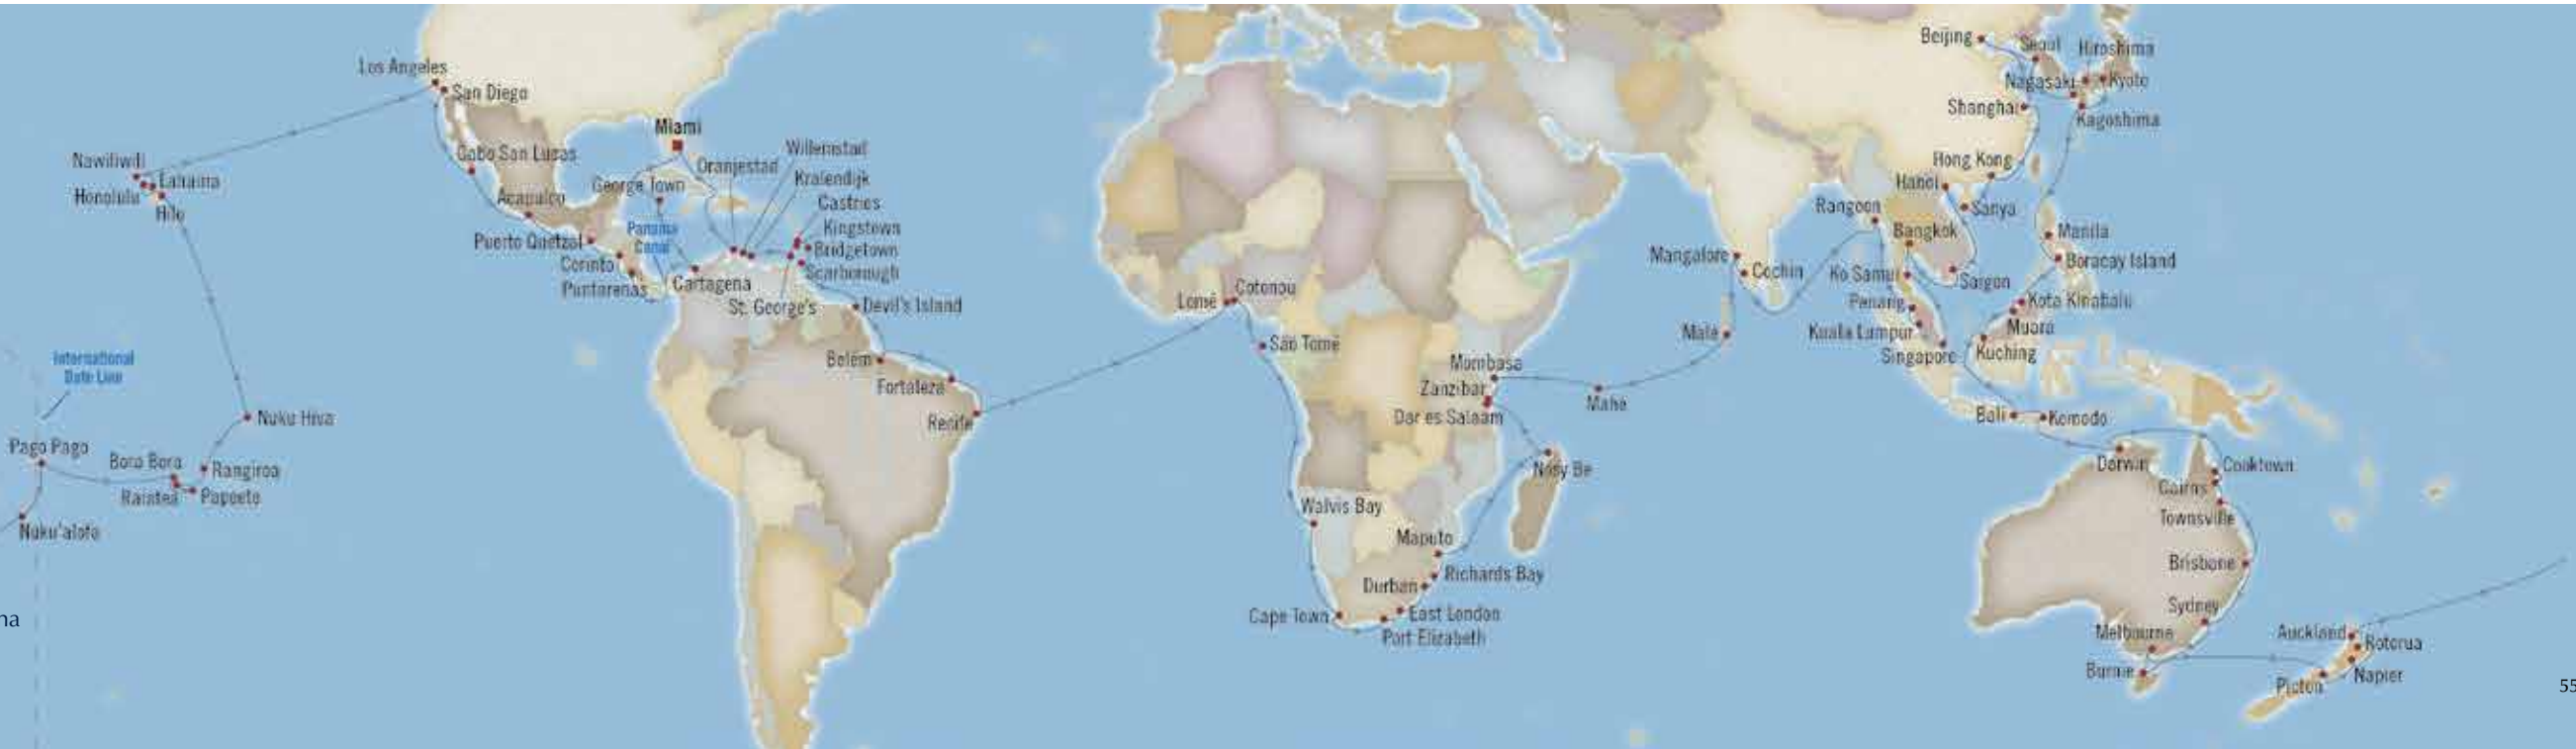 Los Angeles
San Diego
Nawiliwili
Lahaina
Honolulu
Hilo
Cabo San Lucas
Acapulco
Puerto Quetzal
Corinto
Puntarenas
Miami
George Town
Panama
Canal
Cartagena
Oranjestad
Willemstad
Kralendijk
Castries
Kingstown
Bridgetown
Scarborough
St. George's
Devil's Island
Belém
Fortaleza
Recife
International
Date Line
Nuku Hiva
Pago Pago
Bora Bora
Rangiroa
Raiatea
Papeete
Nuku'alofa
na
Lomé
Cotonou
São Tomé
Walvis Bay
Cape Town
Port Elizabeth
East London
Durban
Richards Bay
Maputo
Nosy Be
Mombasa
Zanzibar
Dar es Salaam
Mahé
Malé
Mangalore
Cochin
Rangoon
Bangkok
Ko Samui
Penang
Kuala Lumpur
Singapore
Saigon
Hanoi
Sanya
Hong Kong
Shanghai
Beijing
Seoul
Hiroshima
Nagasaki
Kyoto
Kagoshima
Manila
Boracay Island
Kota Kinabalu
Muara
Kuching
Bali
Komodo
Darwin
Cooktown
Cairns
Townsville
Brisbane
Sydney
Melbourne
Burnie
Auckland
Rotorua
Napier
Picton
55